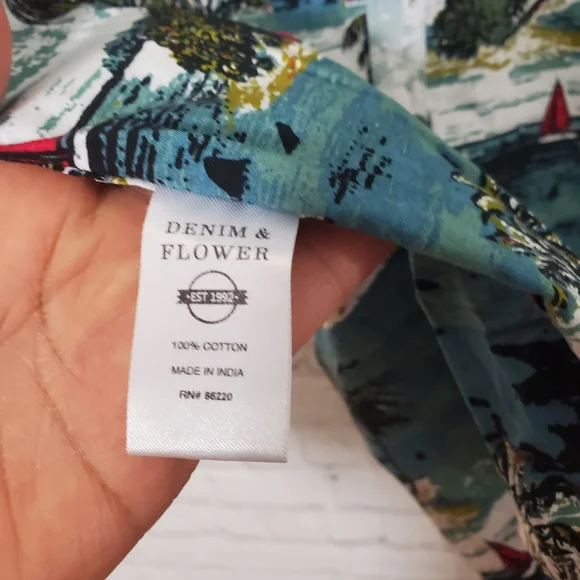 DENIM &
FLOWER
EST 1992
100% COTTON
MADE IN INDIA
RN# 86220